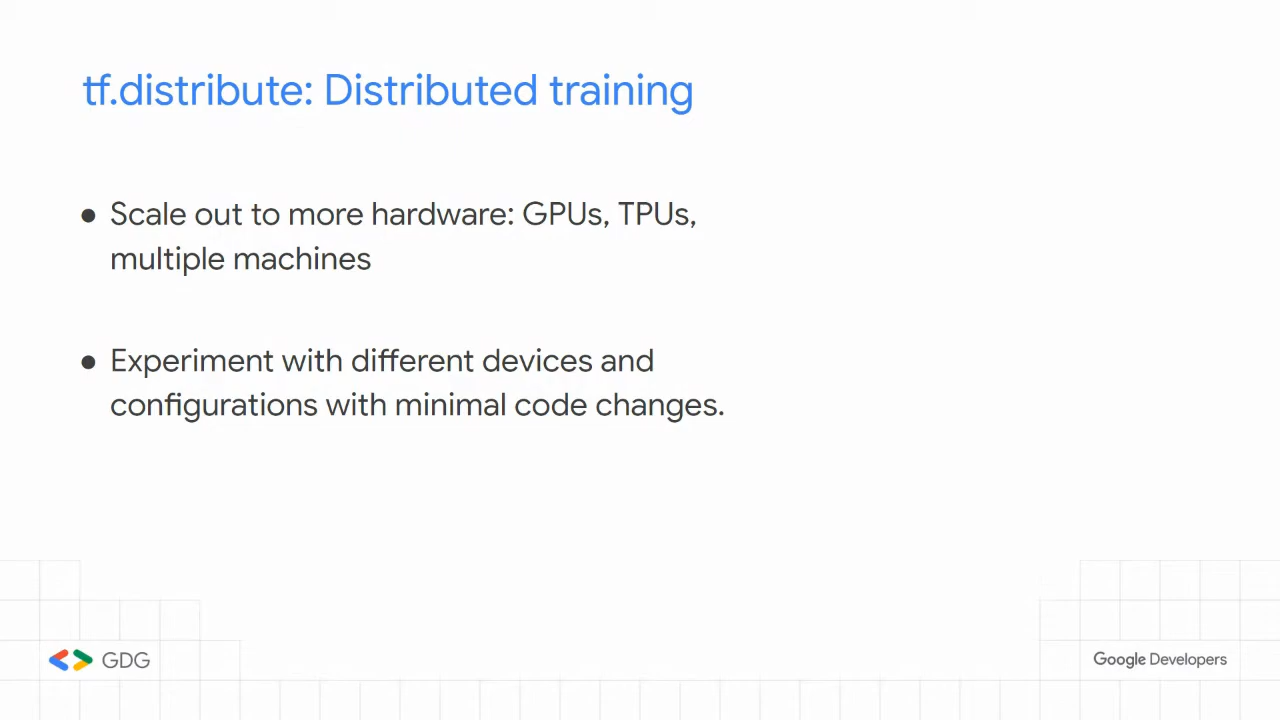 tf.distribute: Distributed training
● Scale out to more hardware: GPUs, TPUs,
multiple machines
● Experiment with different devices and
configurations with minimal code changes.
GDG
Google Developers